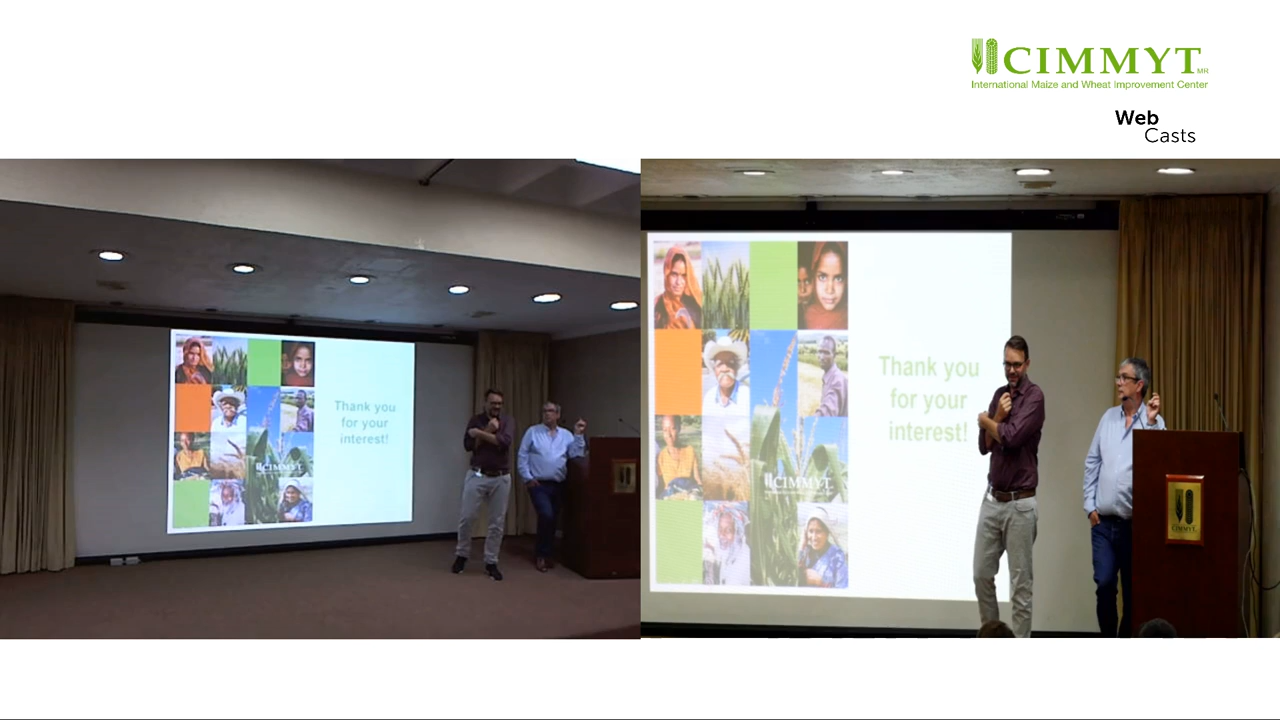 CIMMYT MR
International Maize and Wheat Improvement Center
Web
Casts
Thank you
for your
interest!
CIMMYT
Thank you
for your
interest!
CIMMYT
CIMMYT